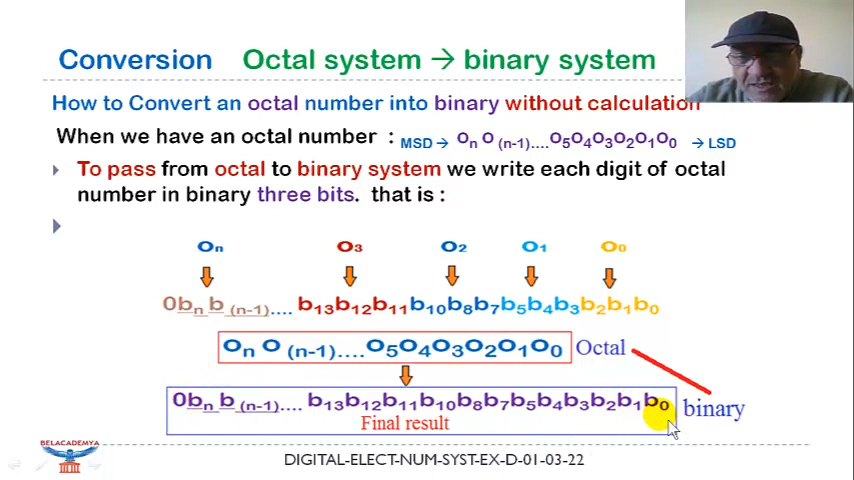 Conversion Octal system → binary system
How to Convert an octal number into binary without calculation
When we have an octal number : MSD → Oₙ O ₍ₙ₋₁₎....O₅O₄O₃O₂O₁O₀ → LSD
To pass from octal to binary system we write each digit of octal
number in binary three bits. that is :
Oₙ O₃ O₂ O₁ O₀
0bₙ b ₍ₙ₋₁₎.... b₁₃b₁₂b₁₁b₁₀b₈b₇b₅b₄b₃b₂b₁b₀
Oₙ O ₍ₙ₋₁₎....O₅O₄O₃O₂O₁O₀ Octal
0bₙ b ₍ₙ₋₁₎.... b₁₃b₁₂b₁₁b₁₀b₈b₇b₅b₄b₃b₂b₁b₀ binary
Final result
BELACADEMYA
DIGITAL-ELECT-NUM-SYST-EX-D-01-03-22